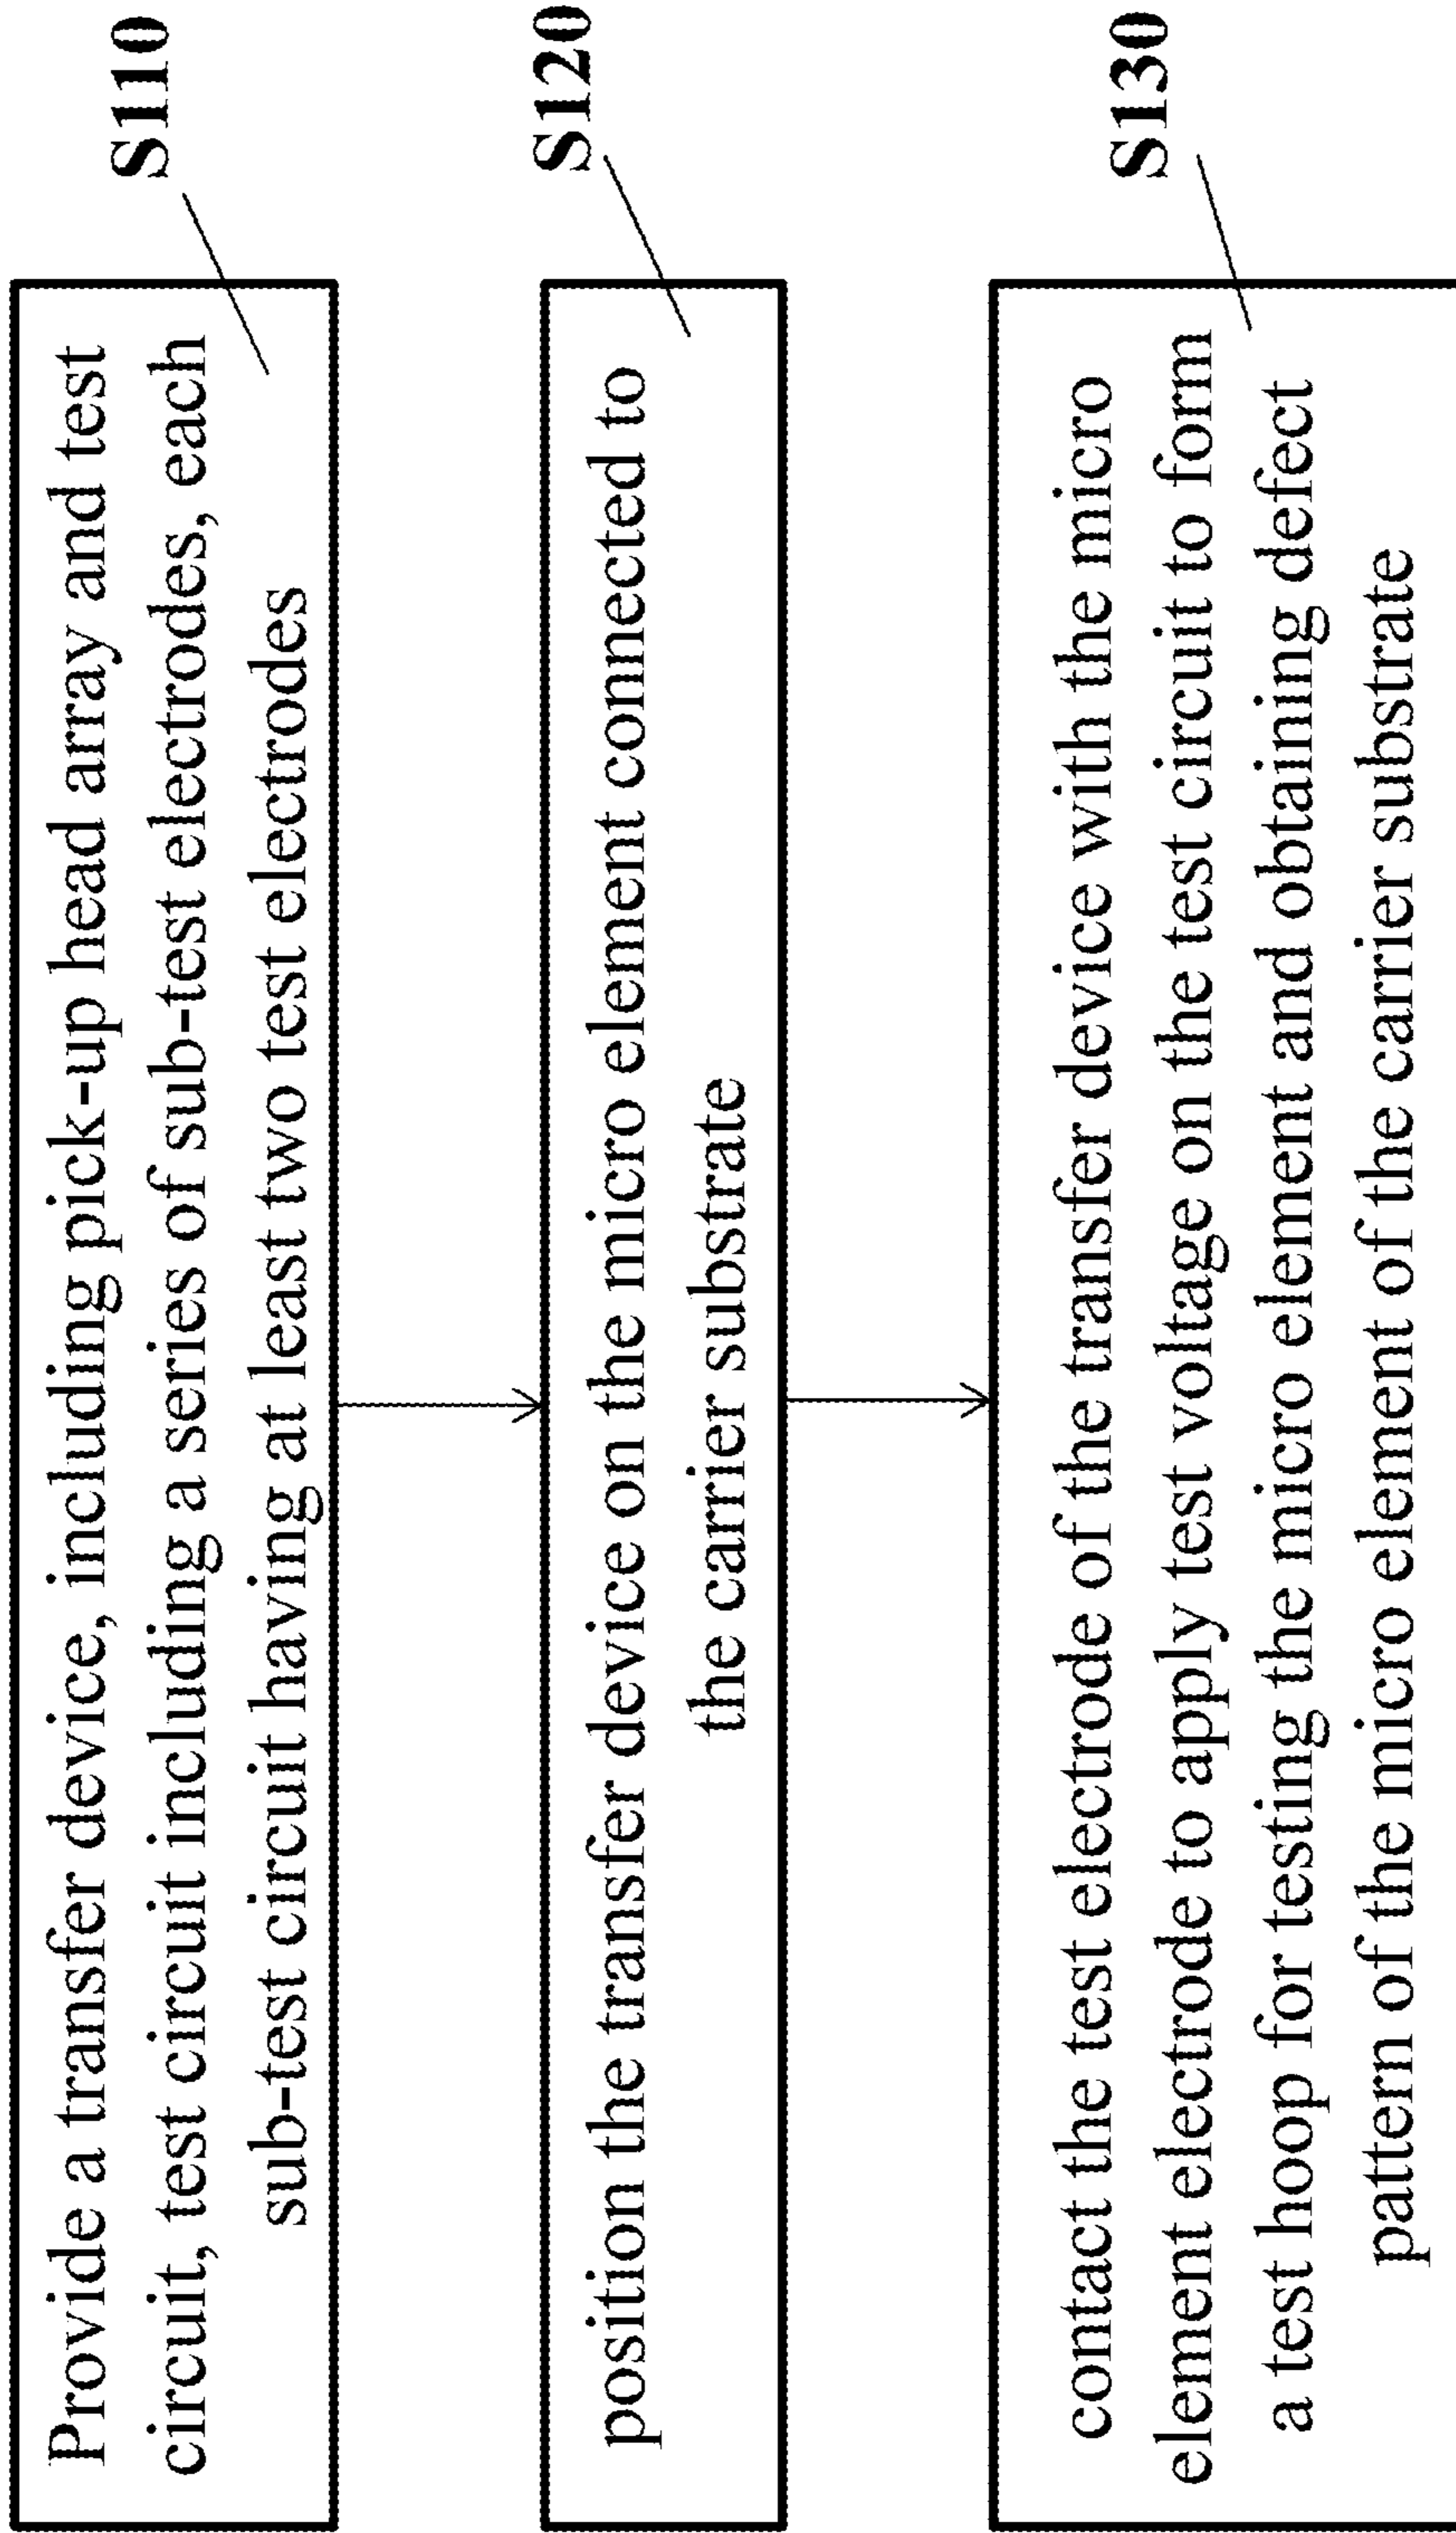 Provide a transfer device, including pick-up head array and test
circuit, test circuit including a series of sub-test electrodes, each
sub-test circuit having at least two test electrodes
S110
position the transfer device on the micro element connected to
the carrier substrate
S120
contact the test electrode of the transfer device with the micro
element electrode to apply test voltage on the test circuit to form
a test hoop for testing the micro element and obtaining defect
pattern of the micro element of the carrier substrate
S130